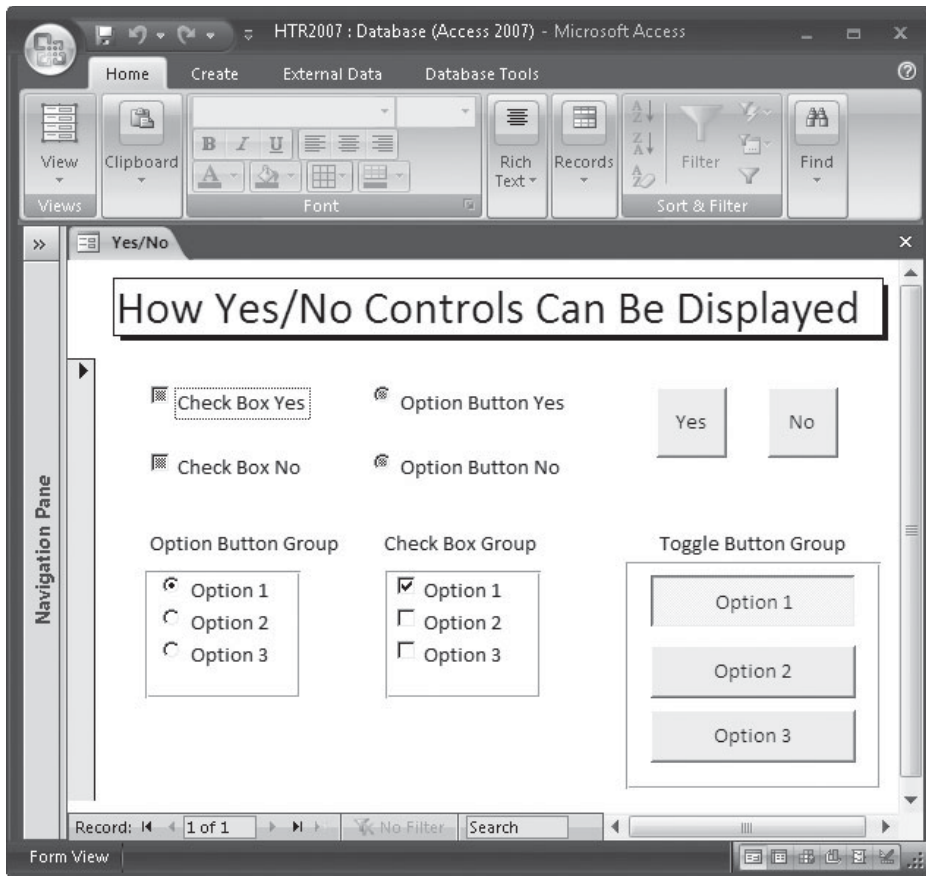 HTR2007 : Database (Access 2007) - Microsoft Access
Home Create External Data Database Tools
View Clipboard B I U A Rich Text Records A Z Z A A Z Filter Find
Views Font Sort & Filter
» Yes/No
How Yes/No Controls Can Be Displayed
Check Box Yes Option Button Yes Yes No
Check Box No Option Button No
Navigation Pane
Option Button Group Check Box Group Toggle Button Group
Option 1 Option 1 Option 1
Option 2 Option 2 Option 2
Option 3 Option 3 Option 3
Record: 1 of 1 No Filter Search
Form View